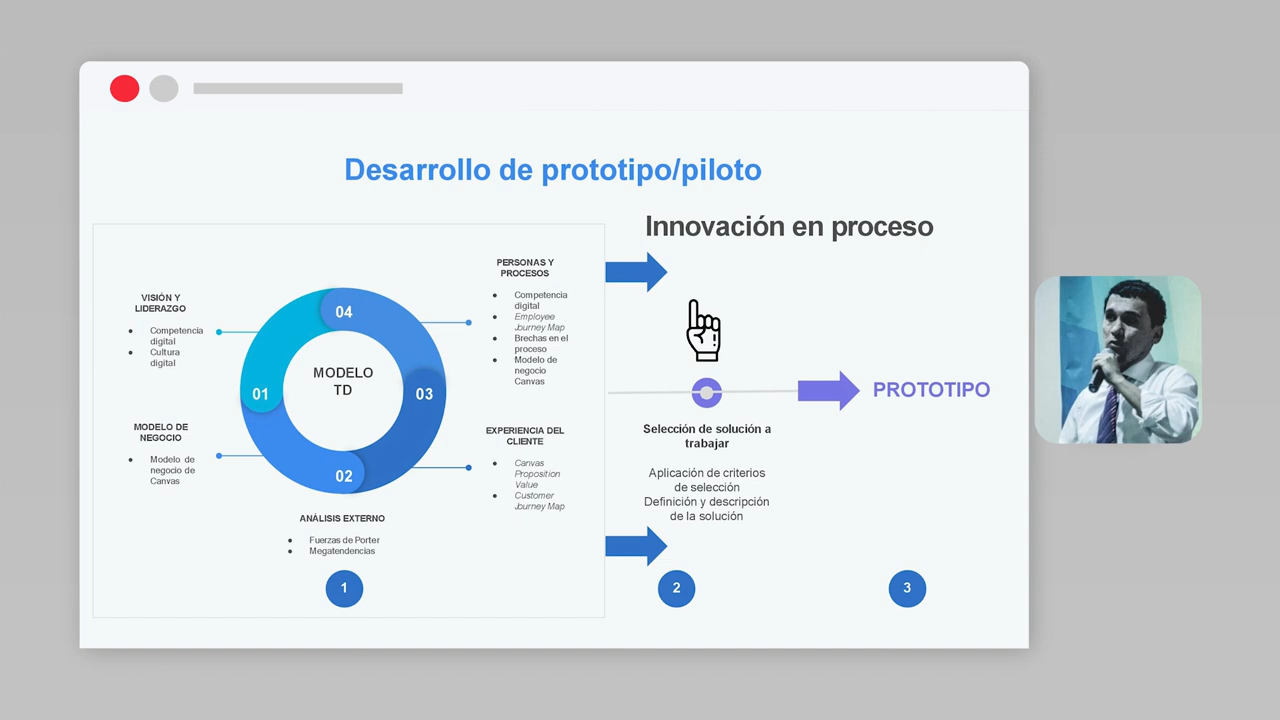 Desarrollo de prototipo/piloto
Innovación en proceso
VISIÓN Y
LIDERAZGO
• Competencia
digital
• Cultura
digital
MODELO DE
NEGOCIO
• Modelo de
negocio de
Canvas
04
01
MODELO
TD
03
02
ANÁLISIS EXTERNO
• Fuerzas de Porter
• Megatendencias
PERSONAS Y
PROCESOS
• Competencia
digital
• Employee
Journey Map
• Brechas en el
proceso
• Modelo de
negocio
Canvas
EXPERIENCIA DEL
CLIENTE
• Canvas
Proposition
Value
• Customer
Journey Map
Selección de solución a
trabajar
Aplicación de criterios
de selección
Definición y descripción
de la solución
PROTOTIPO
1
2
3